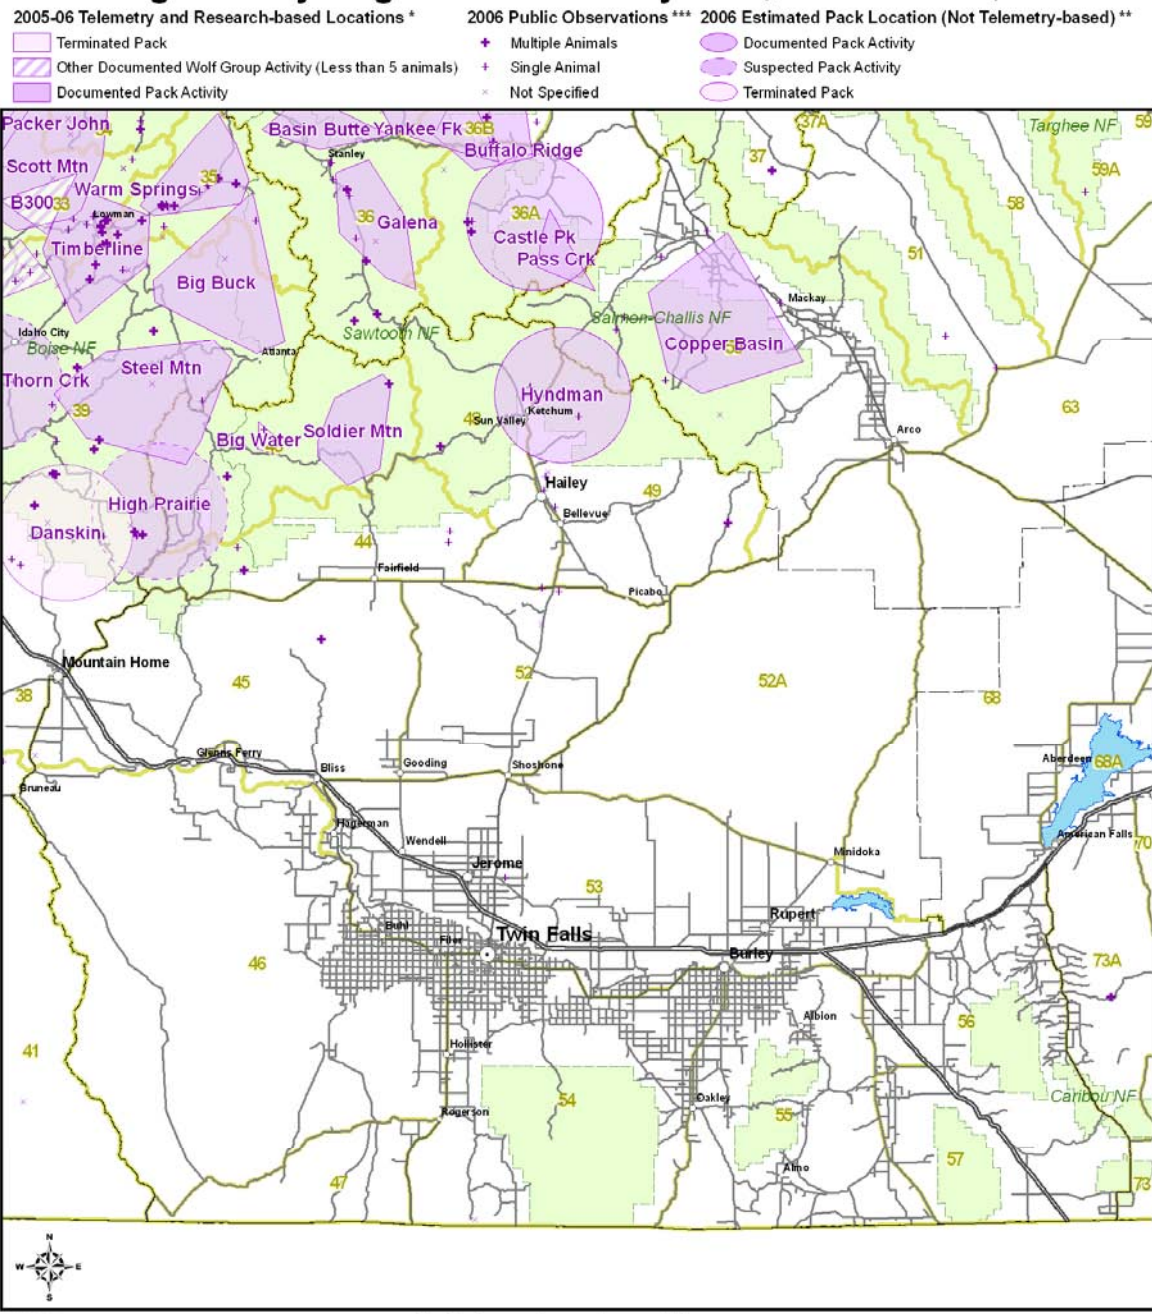 2005-06 Telemetry and Research-based Locations *
Terminated Pack
Other Documented Wolf Group Activity (Less than 5 animals)
Documented Pack Activity
2006 Public Observations ***
Multiple Animals
Single Animal
Not Specified
2006 Estimated Pack Location (Not Telemetry-based) **
Documented Pack Activity
Suspected Pack Activity
Terminated Pack
Packer John
Basin Butte
Yankee Fk
36B
37A
Targhee NF
59
Buffalo Ridge
Stanley
37
59A
Scott Mtn
35
Warm Springs
B300
33
58
Lowman
36
Galena
36A
Castle Pk
Pass Crk
51
Timberline
Big Buck
Mackay
Salmon-Challis NF
Idaho City
Boise NF
Sawtooth NF
Atlanta
Copper Basin
Steel Mtn
Thorn Crk
39
Hyndman
Ketchum
Sun Valley
63
Big Water
Soldier Mtn
Arco
Hailey
49
High Prairie
Bellevue
Danskin
44
Fairfield
Picabo
Mountain Home
38
45
52
52A
68
Glenns Ferry
Bliss
Gooding
Shoshone
Aberdeen
68A
Bruneau
Hagerman
Wendell
American Falls
70
Jerome
Minidoka
53
Rupert
Buhl
Filer
Twin Falls
Burley
46
73A
Albion
56
41
Hollister
54
Oakley
55
Caribou NF
Rogerson
Almo
57
47
73
N
W
E
S